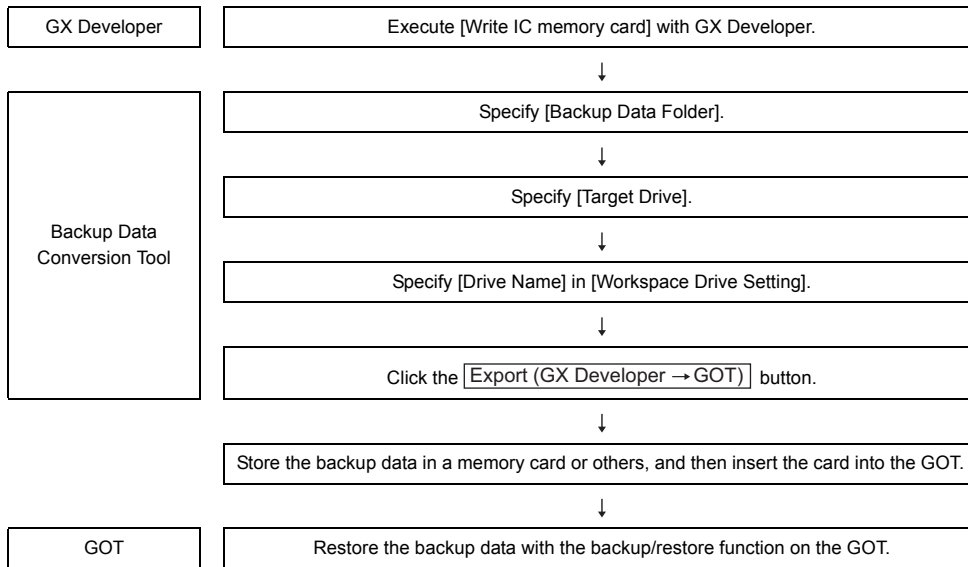 GX Developer
Execute [Write IC memory card] with GX Developer.
↓
Specify [Backup Data Folder].
↓
Specify [Target Drive].
↓
Backup Data
Conversion Tool
Specify [Drive Name] in [Workspace Drive Setting].
↓
Click the Export (GX Developer → GOT) button.
↓
Store the backup data in a memory card or others, and then insert the card into the GOT.
↓
GOT
Restore the backup data with the backup/restore function on the GOT.